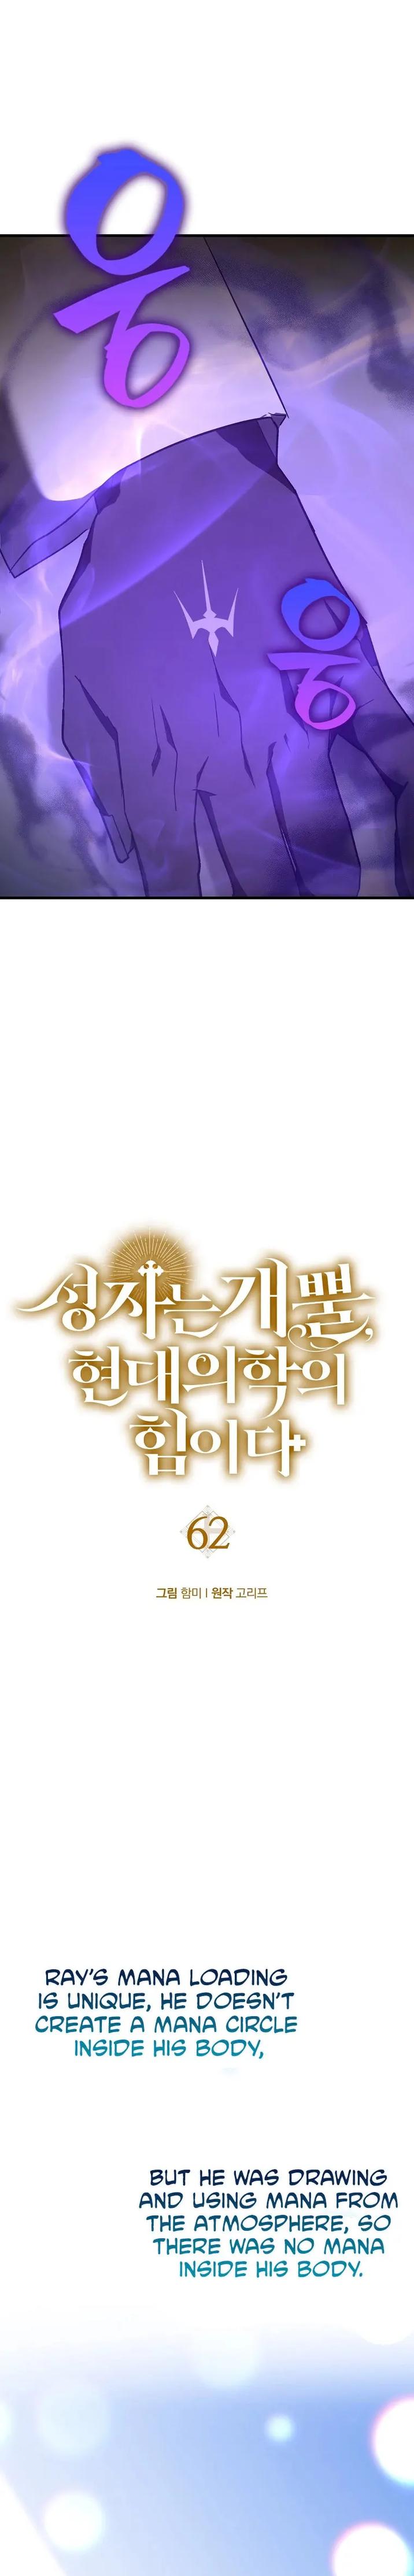 웅
웅
성자는 개뿔,
현대의학의
힘이다
62
그림 함미 | 원작 고리프
RAY'S MANA LOADING
IS UNIQUE, HE DOESN'T
CREATE A MANA CIRCLE
INSIDE HIS BODY,
BUT HE WAS DRAWING
AND USING MANA FROM
THE ATMOSPHERE, SO
THERE WAS NO MANA
INSIDE HIS BODY.